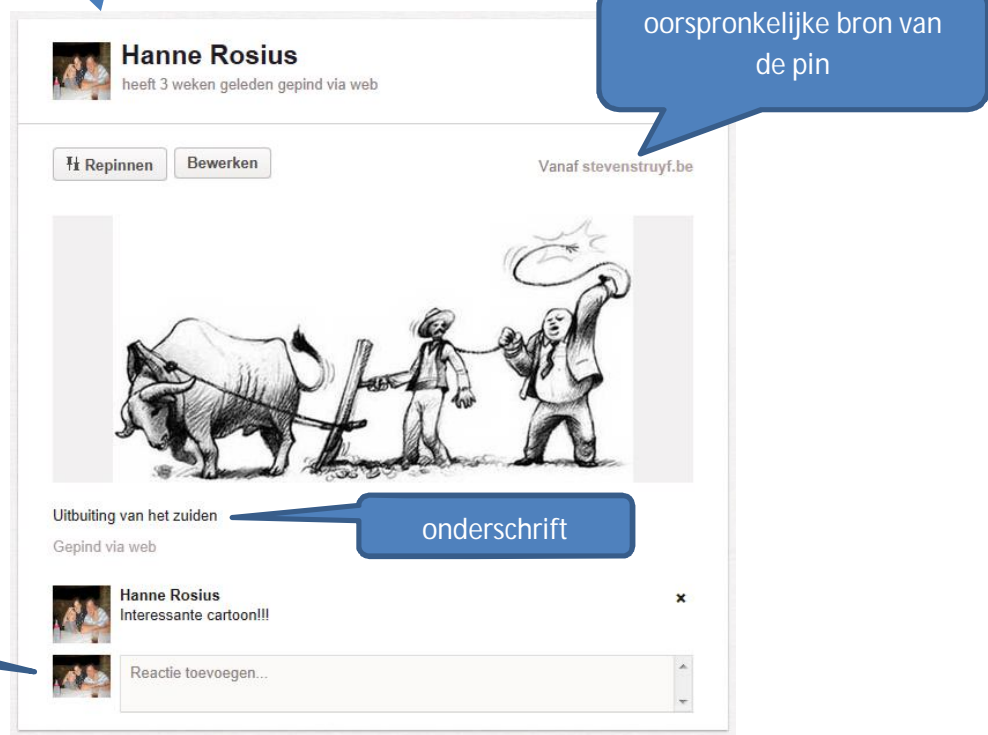 oorspronkelijke bron van
de pin
Hanne Rosius
heeft 3 weken geleden gepind via web
Repinnen
Bewerken
Vanaf stevenstruyf.be
Uitbuiting van het zuiden
onderschrift
Gepind via web
Hanne Rosius
Interessante cartoon!!!
Reactie toevoegen...